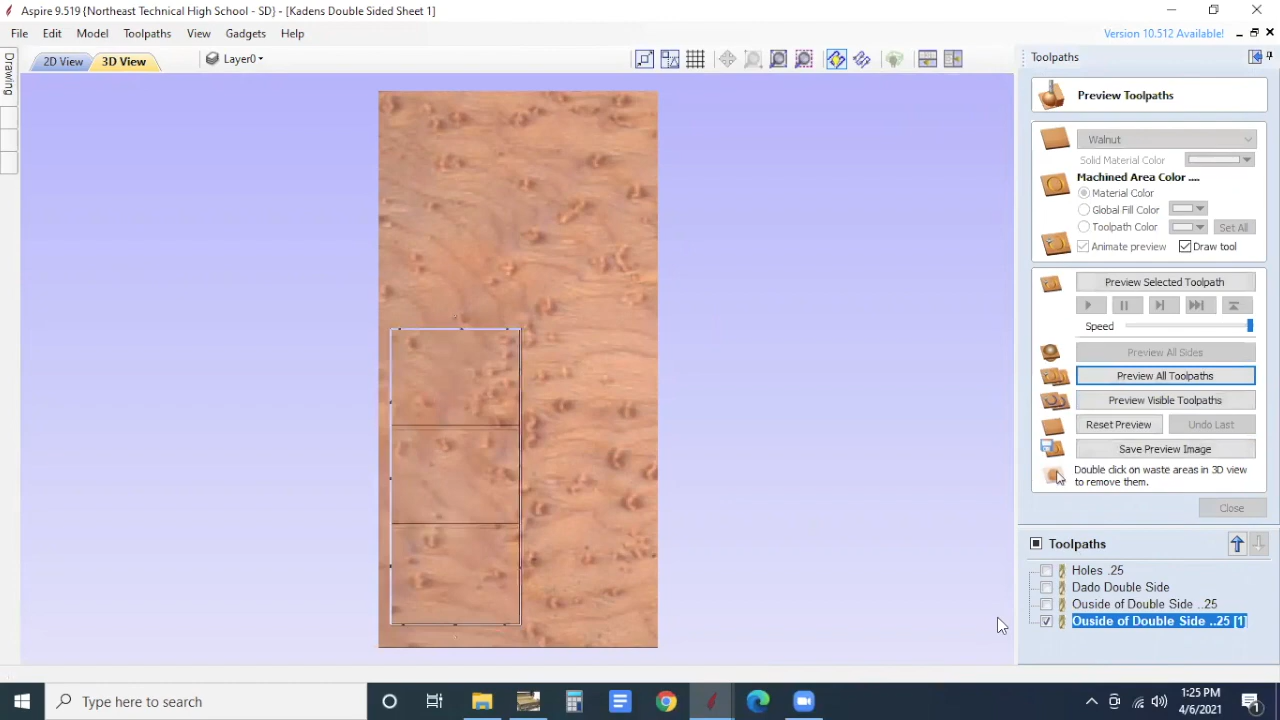 Aspire 9.519 {Northeast Technical High School - SD} - [Kadens Double Sided Sheet 1]
File Edit Model Toolpaths View Gadgets Help
Version 10.512 Available!
Drawing
2D View 3D View Layer0
Toolpaths
Preview Toolpaths
Walnut
Solid Material Color
Machined Area Color ....
Material Color
Global Fill Color
Toolpath Color Set All
Animate preview Draw tool
Preview Selected Toolpath
Speed
Preview All Sides
Preview All Toolpaths
Preview Visible Toolpaths
Reset Preview Undo Last
Save Preview Image
Double click on waste areas in 3D view
to remove them.
Close
Toolpaths
Holes .25
Dado Double Side
Ouside of Double Side ..25
Ouside of Double Side ..25 [1]
Type here to search
1:25 PM
4/6/2021
1